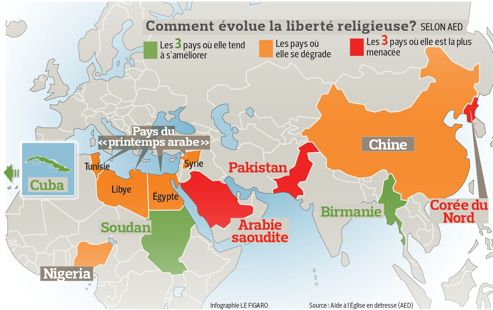 Comment évolue la liberté religieuse? SELON AED
Les 3 pays où elle tend
à s'améliorer
Les pays où
elle se dégrade
Les 3 pays où elle est la plus
menacée
Pays du
«printemps arabe»
Tunisie
Syrie
Libye
Égypte
Cuba
Soudan
Nigeria
Arabie
saoudite
Pakistan
Chine
Birmanie
Corée du
Nord
Infographie LE FIGARO
Source : Aide à l'Église en détresse (AED)